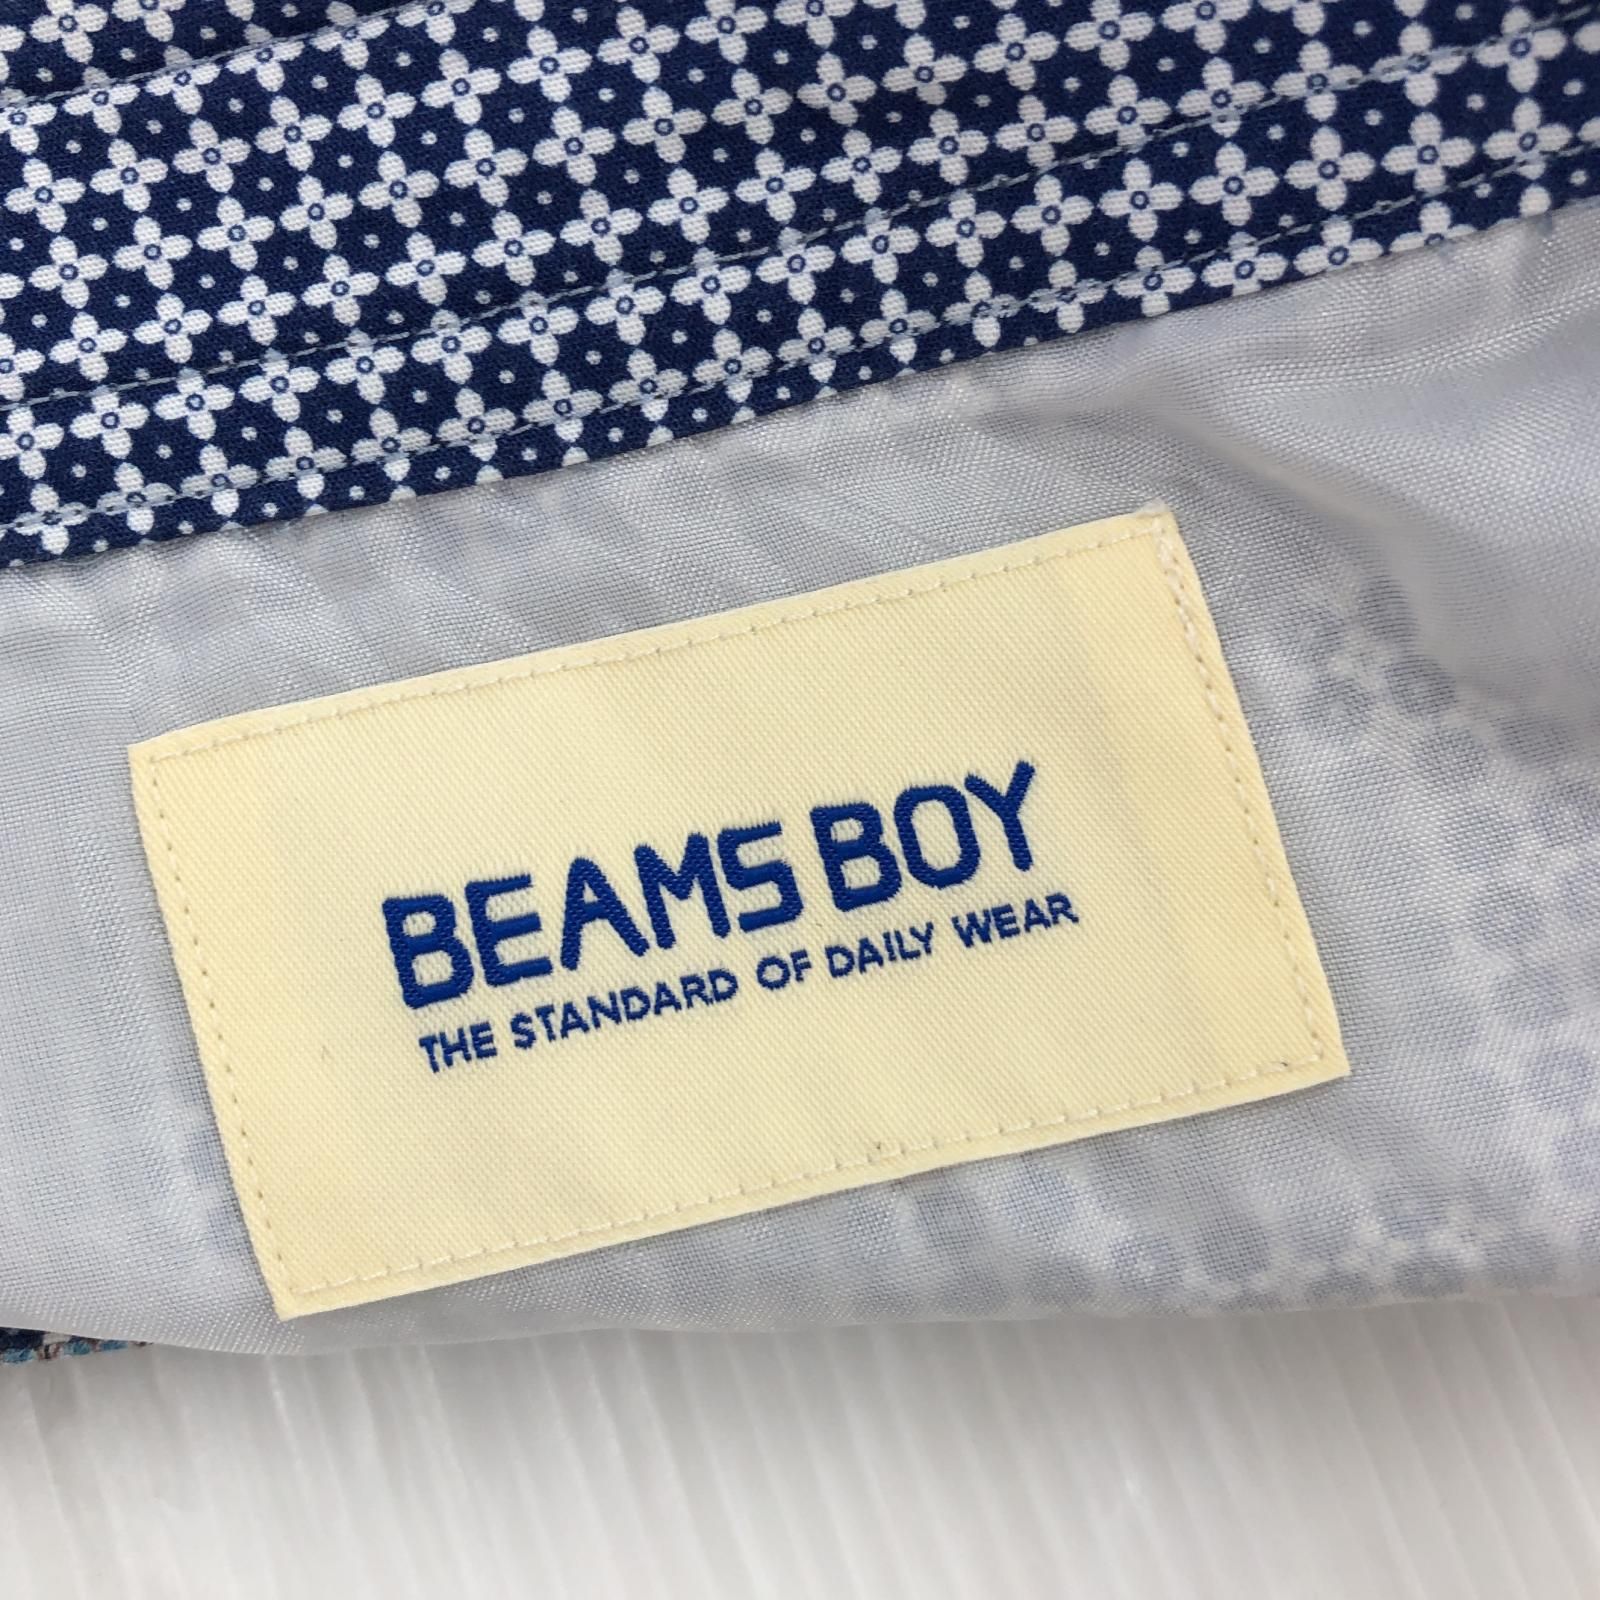 BEAMS BOY
THE STANDARD OF DAILY WEAR